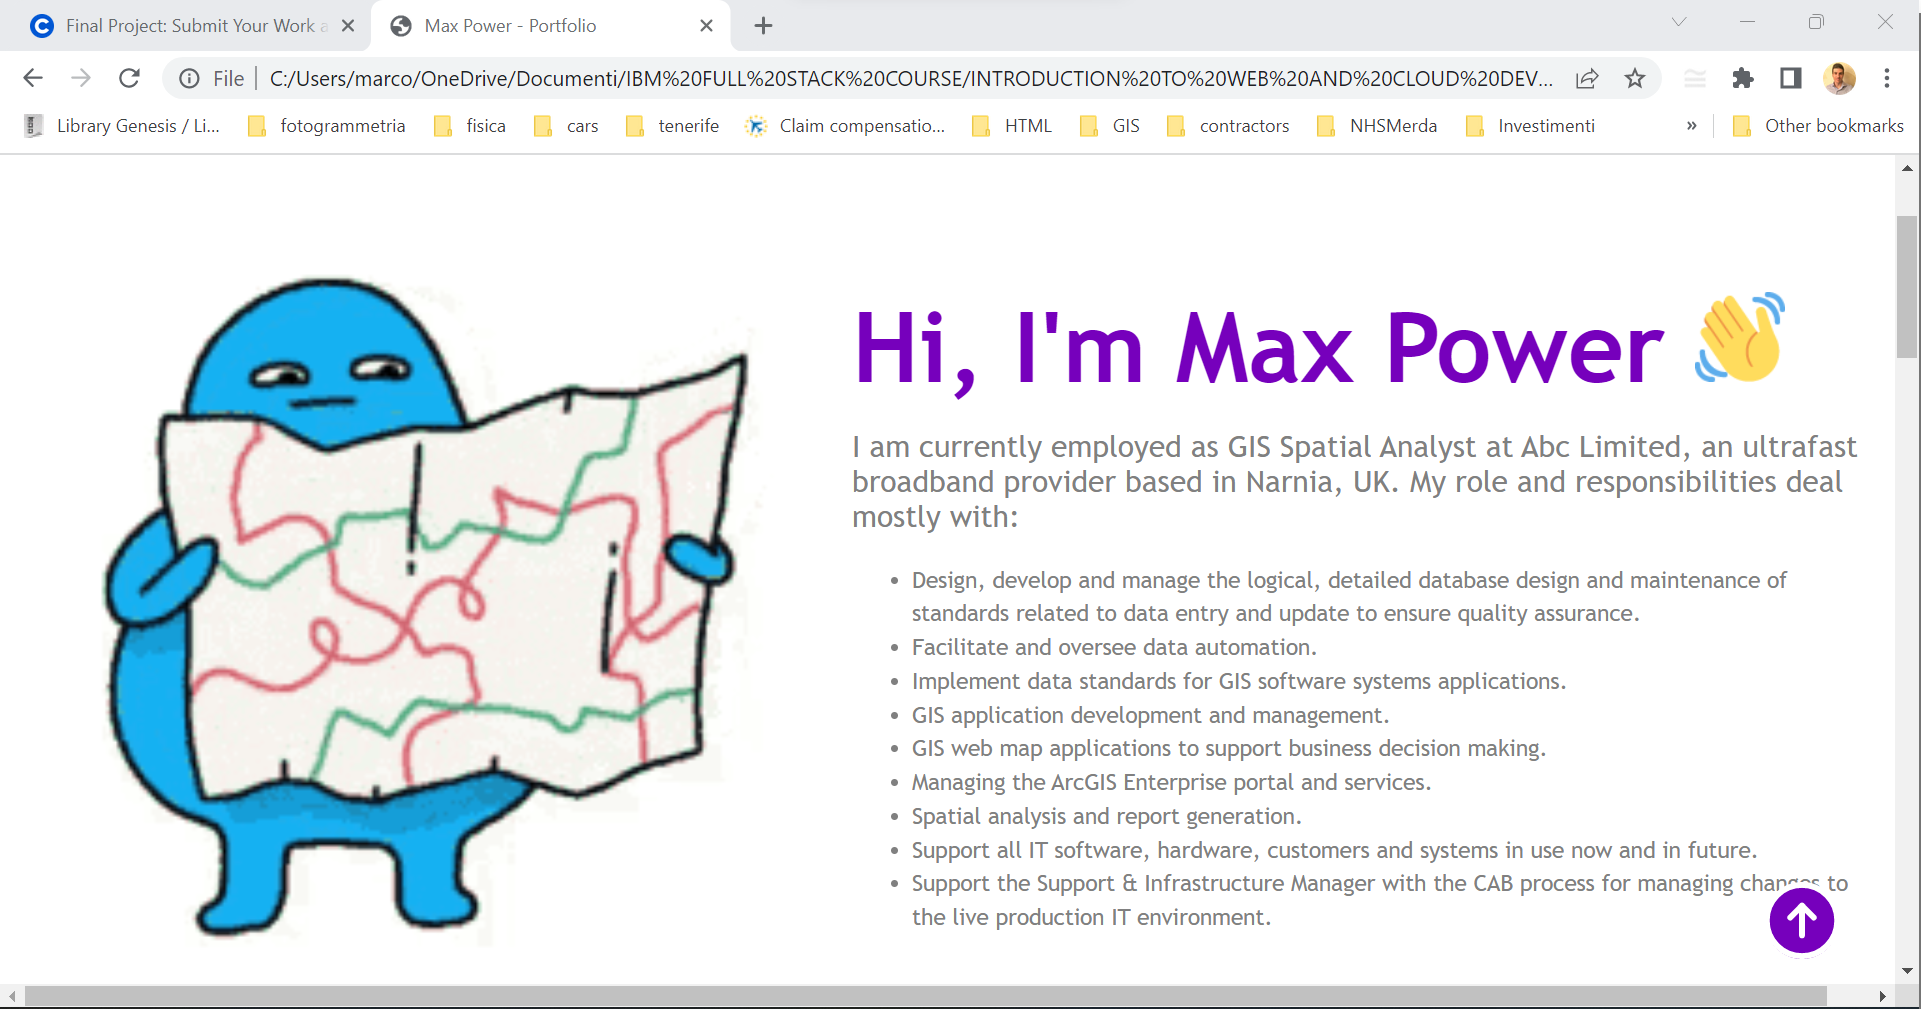 Final Project: Submit Your Work a
Max Power - Portfolio
File
C:/Users/marco/OneDrive/Documenti/IBM%20FULL%20STACK%20COURSE/INTRODUCTION%20TO%20WEB%20AND%20CLOUD%20DEV...
Library Genesis / Li...
fotogrammetria
fisica
cars
tenerife
Claim compensatio...
HTML
GIS
contractors
NHSMerda
Investimenti
»
Other bookmarks
Hi, I'm Max Power 👋
I am currently employed as GIS Spatial Analyst at Abc Limited, an ultrafast
broadband provider based in Narnia, UK. My role and responsibilities deal
mostly with:
• Design, develop and manage the logical, detailed database design and maintenance of
standards related to data entry and update to ensure quality assurance.
• Facilitate and oversee data automation.
• Implement data standards for GIS software systems applications.
• GIS application development and management.
• GIS web map applications to support business decision making.
• Managing the ArcGIS Enterprise portal and services.
• Spatial analysis and report generation.
• Support all IT software, hardware, customers and systems in use now and in future.
• Support the Support & Infrastructure Manager with the CAB process for managing changes to
the live production IT environment.